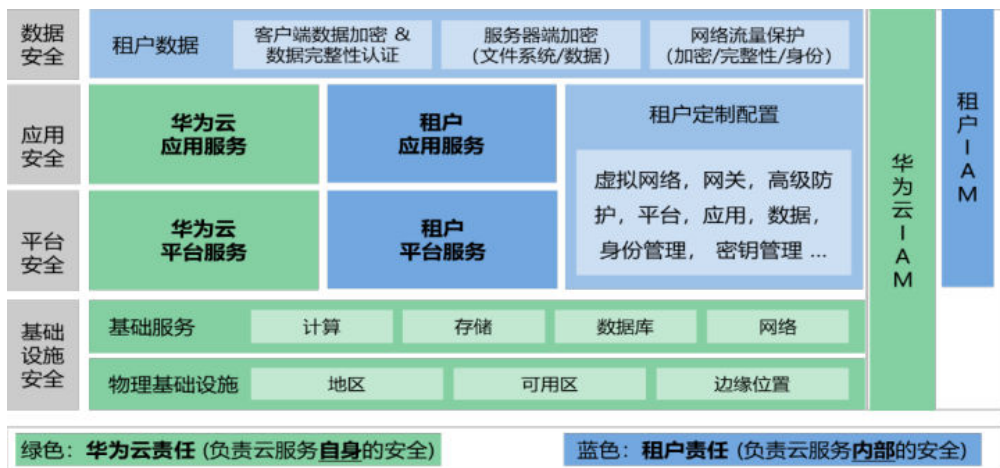 数据
安全
租户数据
客户端数据加密 &
数据完整性认证
服务器端加密
(文件系统/数据)
网络流量保护
(加密/完整性/身份)
应用
安全
华为云
应用服务
租户
应用服务
租户定制配置
虚拟网络，网关，高级防
护，平台，应用，数据，
身份管理， 密钥管理 ...
平台
安全
华为云
平台服务
租户
平台服务
基础
设施
安全
基础服务
计算
存储
数据库
网络
物理基础设施
地区
可用区
边缘位置
华为云IAM
租户IAM
绿色：华为云责任 (负责云服务自身的安全)
蓝色：租户责任 (负责云服务内部的安全)